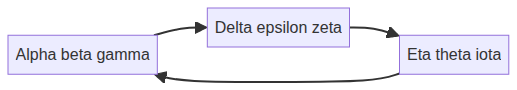 Alpha beta gamma
Delta epsilon zeta
Eta theta iota